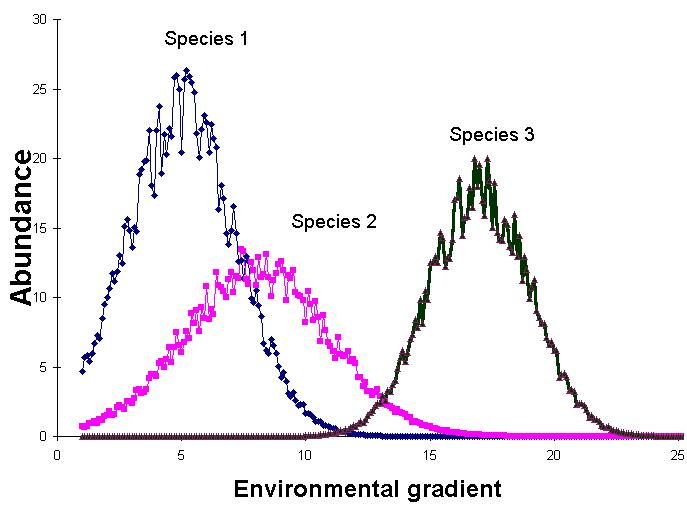 30
Species 1
25
Species 3
20
Species 2
15
10
5
0
Abundance
0 5 10 15 20 25
Environmental gradient